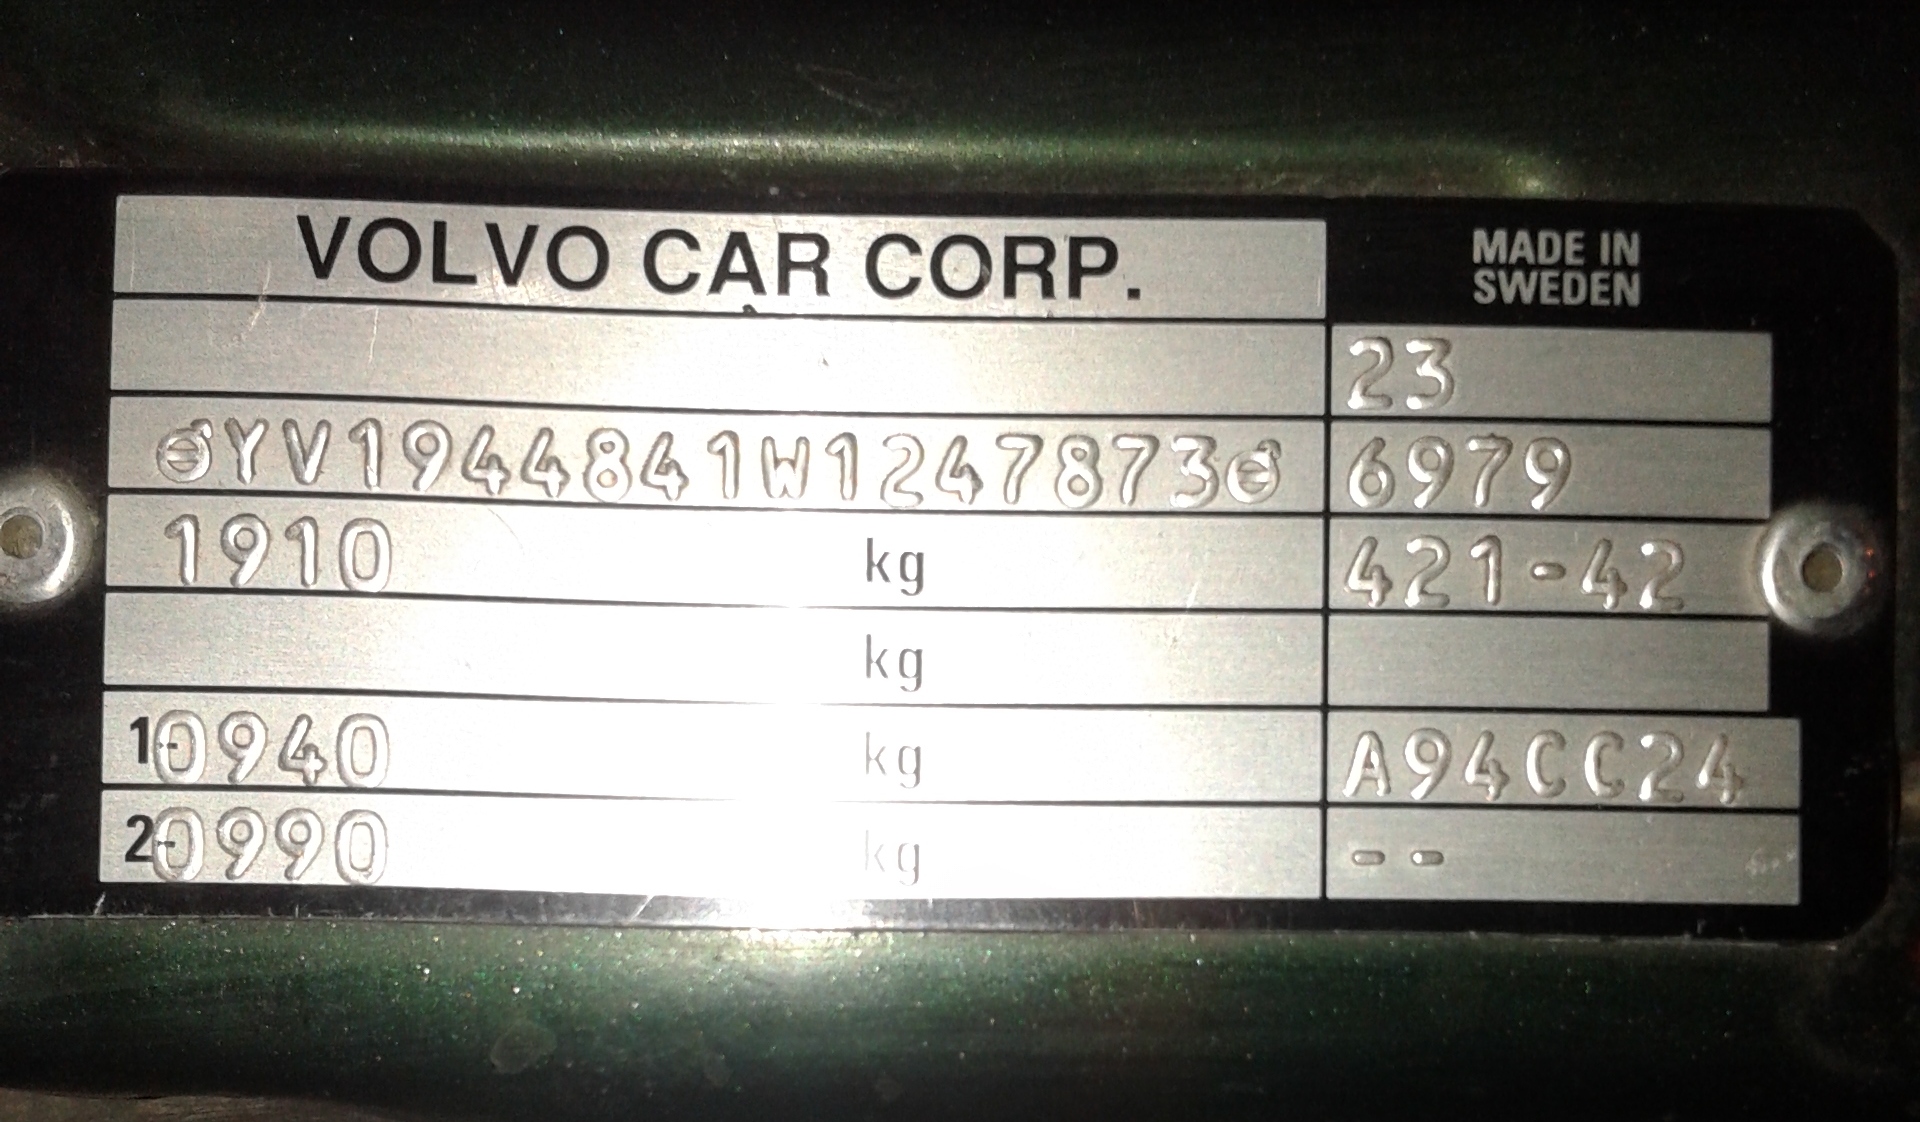 VOLVO CAR CORP.
MADE IN
SWEDEN
23
YV1944841W1247873
6979
1910 kg
421-42
kg
1-0940 kg
A94CC24
2-0990 kg
--